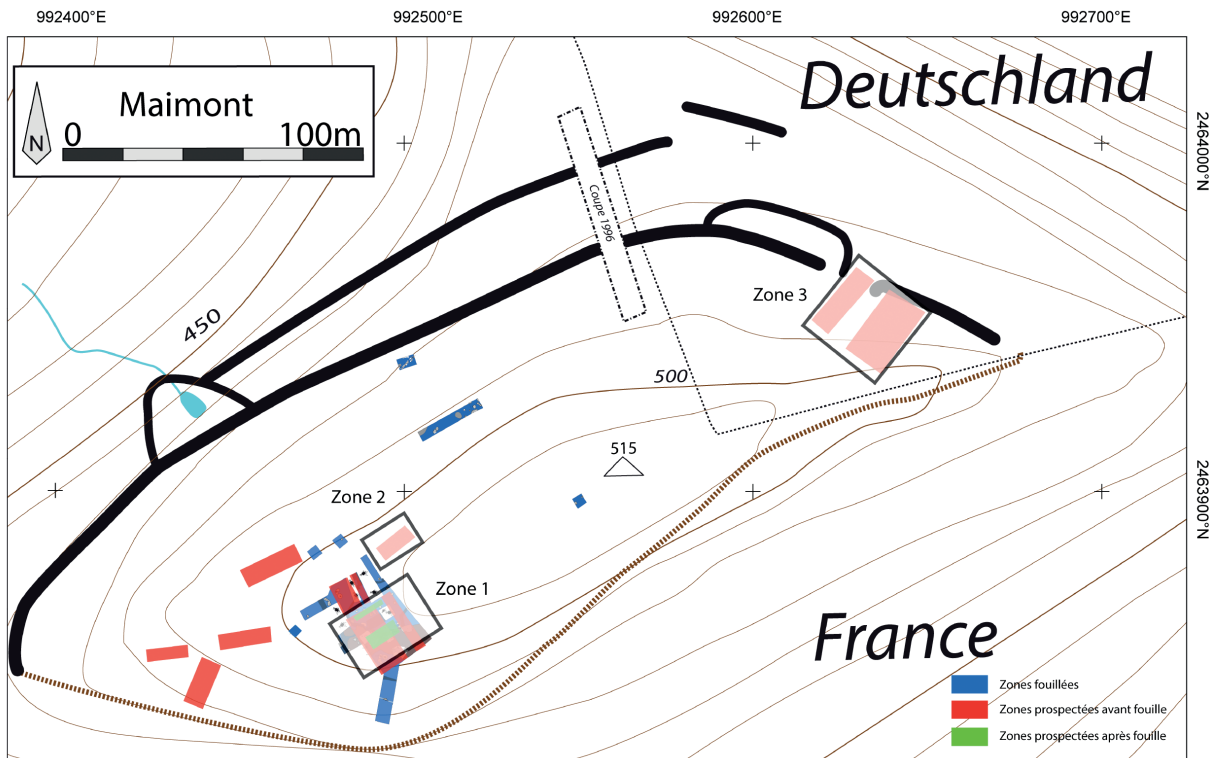 992400°E
992500°E
992600°E
992700°E
Maimont
0
100m
N
Deutschland
2464000°N
Coupe 1996
Zone 3
450
500
515
2463900°N
Zone 2
Zone 1
France
Zones fouillées
Zones prospectées avant fouille
Zones prospectées après fouille